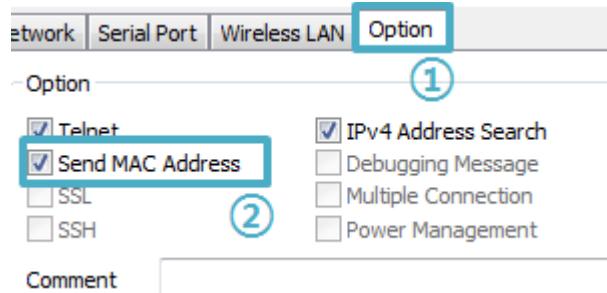 etwork Serial Port Wireless LAN Option
①
Option
Telnet IPv4 Address Search
Send MAC Address Debugging Message
SSL Multiple Connection
②
SSH Power Management
Comment